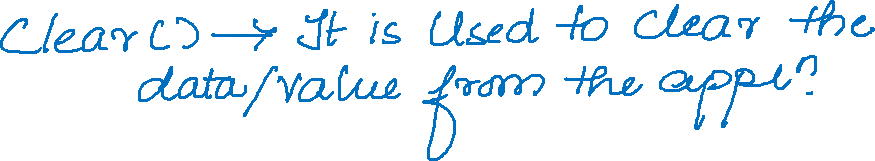 Clear() → It is Used to Clear the
data/value from the appl?